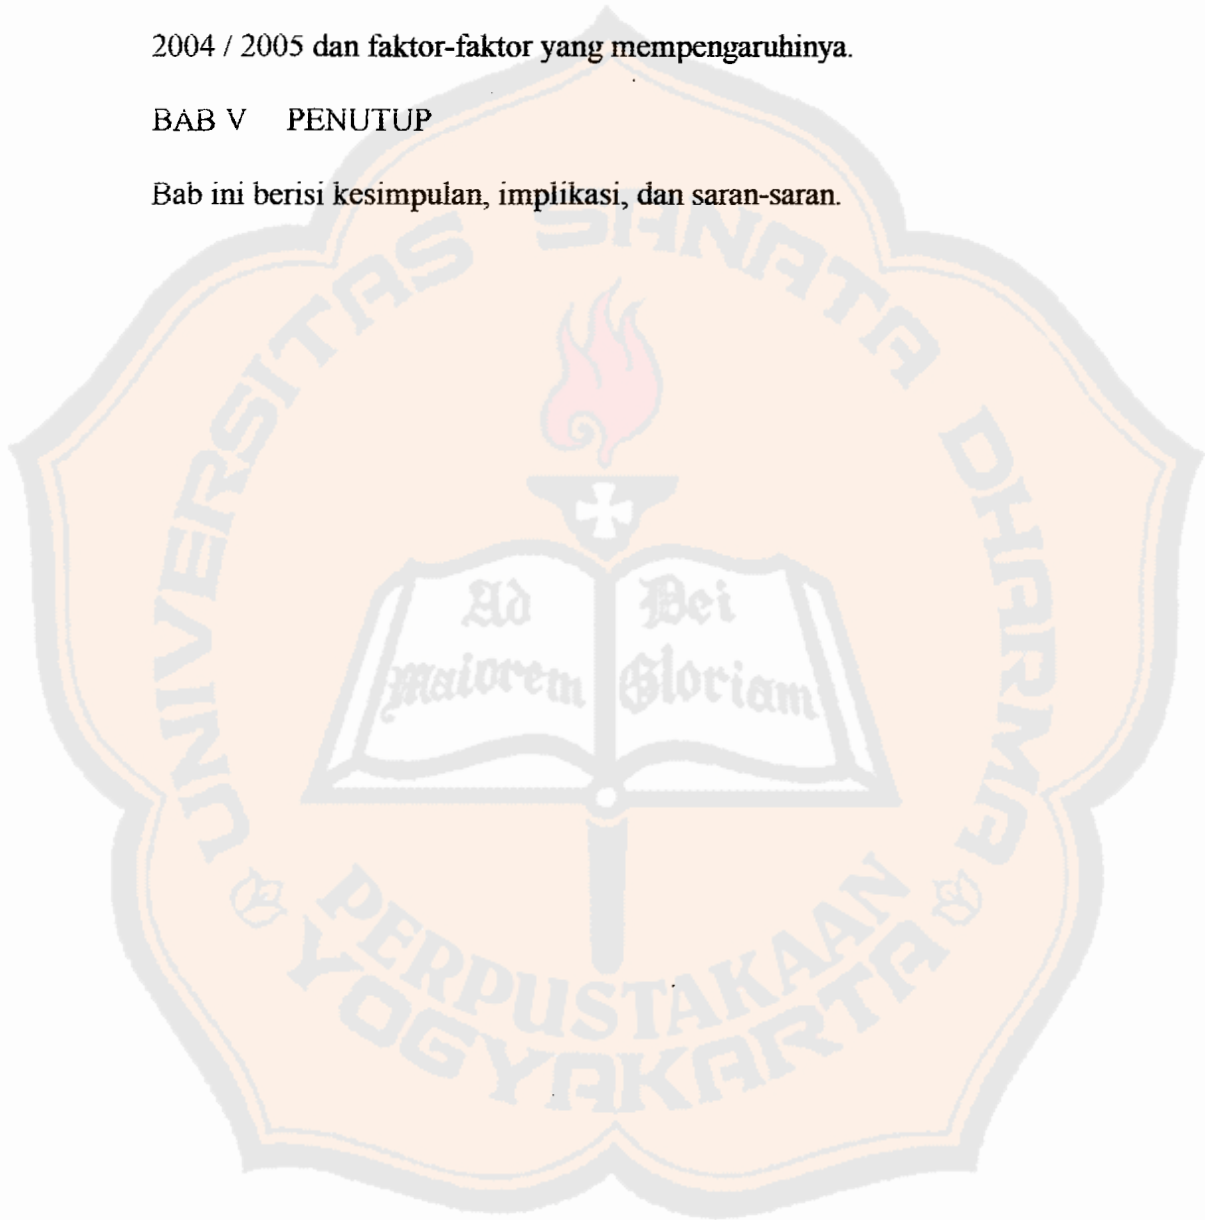 2004 / 2005 dan faktor-faktor yang mempengaruhinya.
BAB V PENUTUP
Bab ini berisi kesimpulan, implikasi, dan saran-saran.
UNIVERSITAS SANATA DHARMA
Ad Dei
maiorem Gloriam
PERPUSTAKAAN
YOGYAKARTA